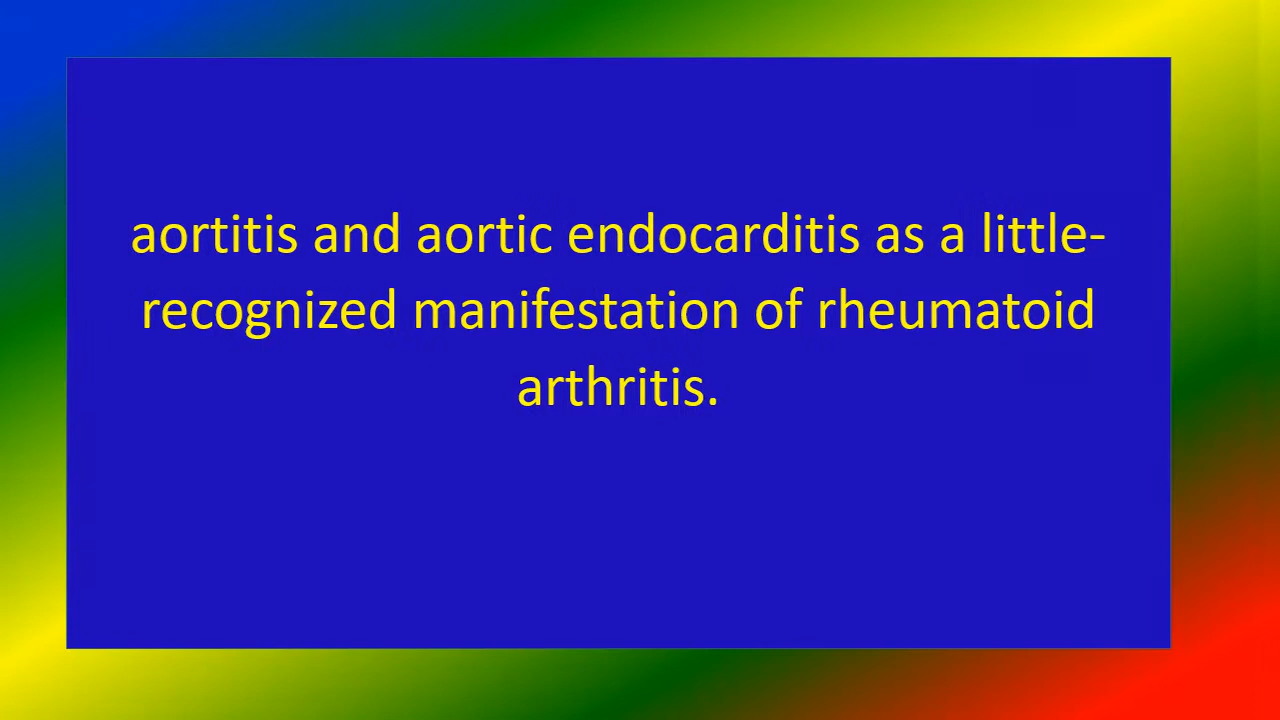 aortitis and aortic endocarditis as a little-
recognized manifestation of rheumatoid
arthritis.